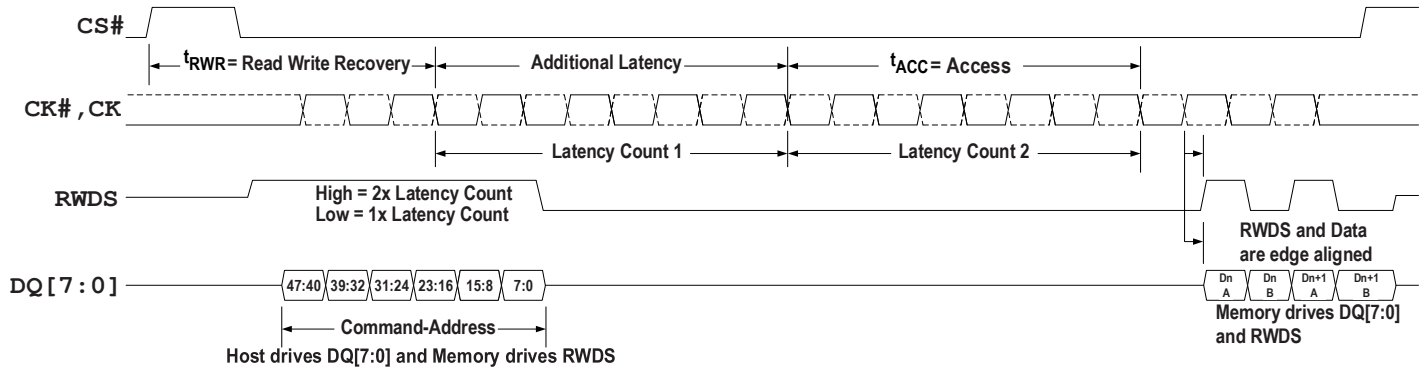 CS#
tRWR= Read Write Recovery
Additional Latency
tACC= Access
CK#,CK
Latency Count 1
Latency Count 2
High = 2x Latency Count
Low = 1x Latency Count
RWDS
RWDS and Data
are edge aligned
DQ[7:0]
47:40 39:32 31:24 23:16 15:8 7:0
Dn A
Dn B
Dn+1 A
Dn+1 B
Command-Address
Memory drives DQ[7:0]
and RWDS
Host drives DQ[7:0] and Memory drives RWDS